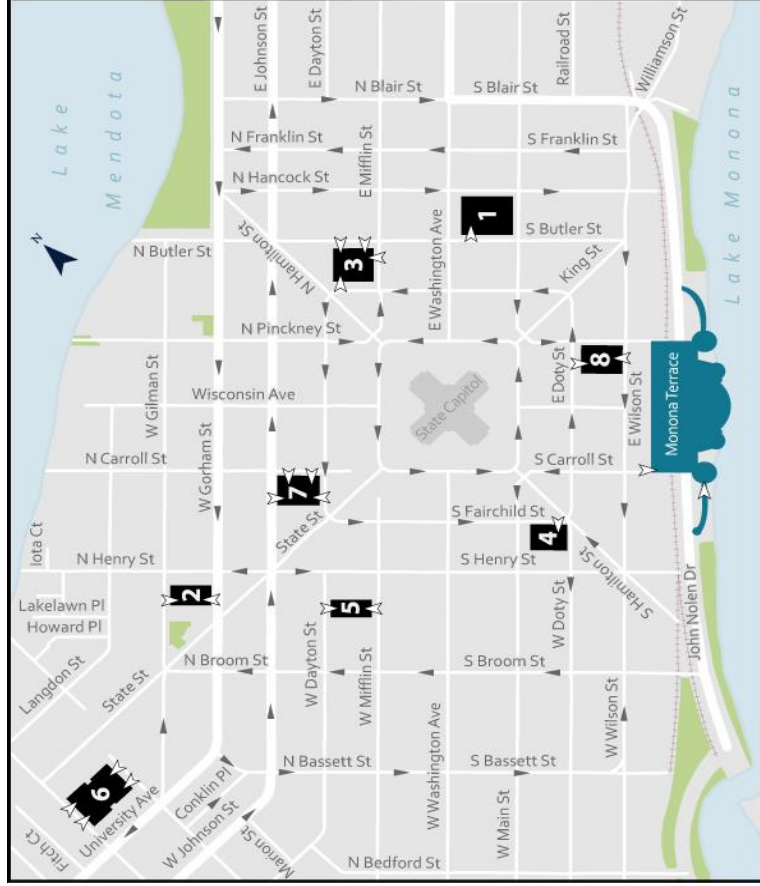 Lake
Mendota
Lake Monona
N
E Johnson St
E Dayton St
N Blair St
S Blair St
Railroad St
Williamson St
N Franklin St
S Franklin St
E Mifflin St
N Hancock St
1
N Butler St
S Butler St
N Hamilton St
3
E Washington Ave
King St
N Pinckney St
E Doty St
8
W Gilman St
Wisconsin Ave
State Capitol
E Wilson St
Monona Terrace
N Carroll St
W Gorham St
S Carroll St
7
State St
S Fairchild St
4
Iota Ct
N Henry St
S Henry St
S Hamilton St
John Nolen Dr
2
Lakelawn Pl
Howard Pl
5
W Doty St
Langdon St
State St
N Broom St
W Dayton St
W Mifflin St
S Broom St
W Wilson St
6
University Ave
Conklin Pl
N Bassett St
W Washington Ave
S Bassett St
W Main St
Fitch Ct
W Johnson St
Marion St
N Bedford St